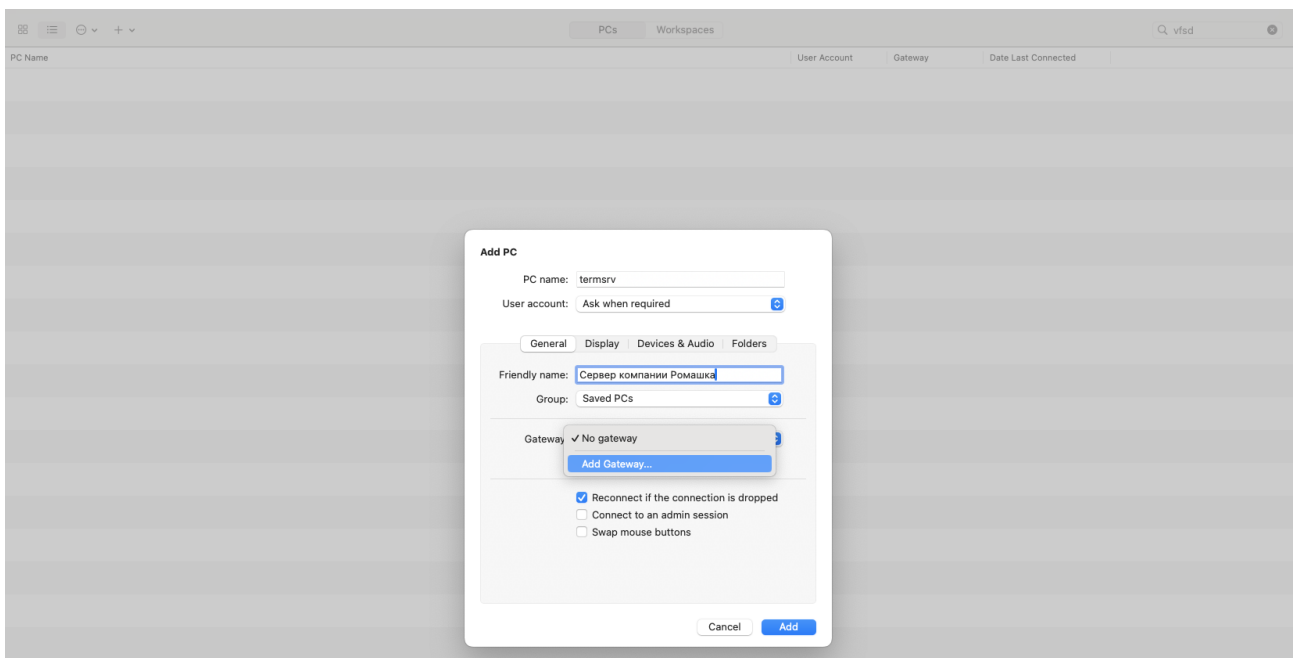 PCs Workspaces vfsd
PC Name User Account Gateway Date Last Connected
Add PC
PC name: termsrv
User account: Ask when required
General Display Devices & Audio Folders
Friendly name: Сервер компании Ромашка
Group: Saved PCs
Gateway ✓ No gateway
Add Gateway...
Reconnect if the connection is dropped
Connect to an admin session
Swap mouse buttons
Cancel Add